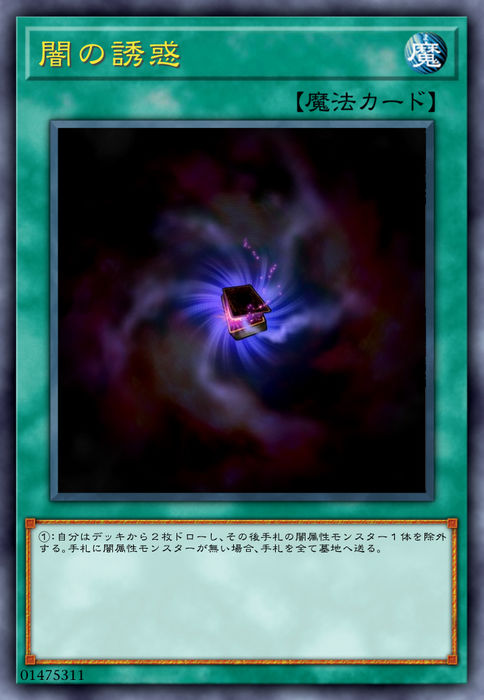 闇の誘惑
魔
【魔法カード】
①:自分はデッキから2枚ドローし、その後手札の闇属性モンスター1体を除外
する。手札に闇属性モンスターが無い場合、手札を全て墓地へ送る。
01475311